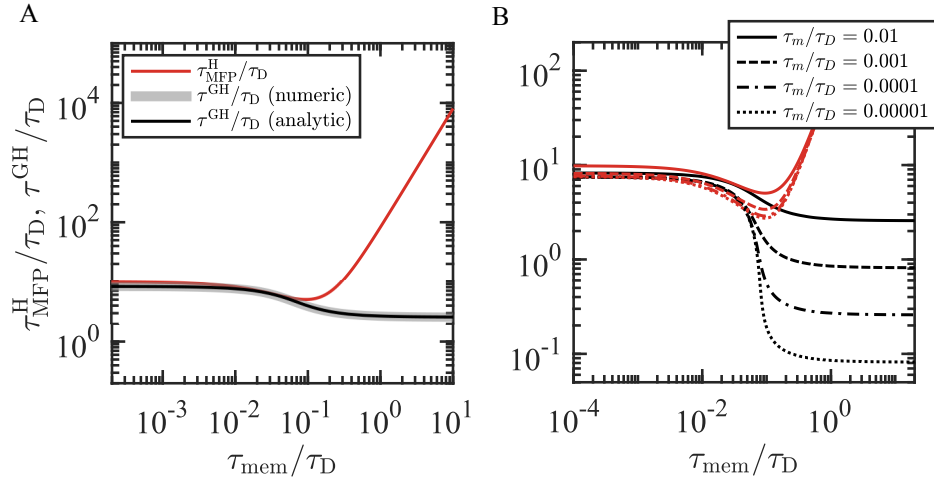 A
τ^H_MFP/τ_D, τ^GH/τ_D
10^4
10^2
10^0
τ^H_MFP/τ_D
τ^GH/τ_D (numeric)
τ^GH/τ_D (analytic)
10^-3 10^-2 10^-1 10^0 10^1
τ_mem/τ_D
B
10^2
10^1
10^0
10^-1
τ_m/τ_D = 0.01
τ_m/τ_D = 0.001
τ_m/τ_D = 0.0001
τ_m/τ_D = 0.00001
10^-4 10^-2 10^0
τ_mem/τ_D